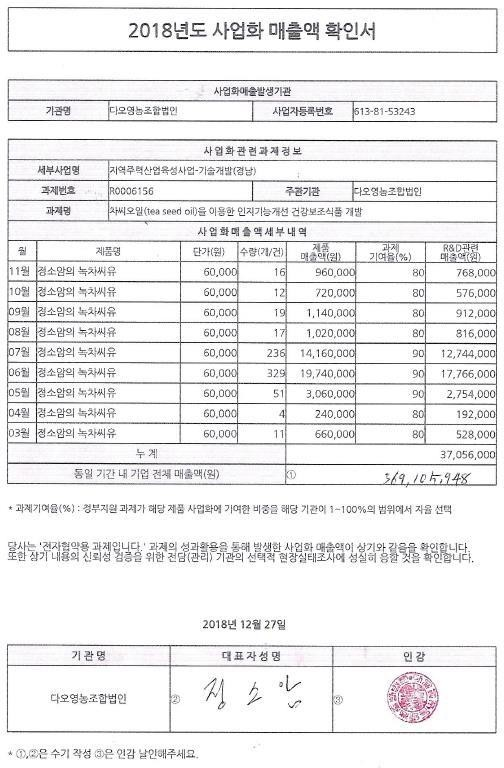 2018년도 사업화 매출액 확인서
사업화매출발생기관
기관명 다오영농조합법인 사업자등록번호 613-81-53243
사업화관련과제정보
세부사업명 지역주력산업육성사업-기술개발(경남)
과제번호 R0006156 주관기관 다오영농조합법인
과제명 차씨오일(tea seed oil)을 이용한 인지기능개선 건강보조식품 개발
사업화매출액세부내역
월 제품명 단가(원) 수량(개/건) 제품 매출액(원) 과제 기여율(%) R&D관련 매출액(원)
11월 정소암의 녹차씨유 60,000 16 960,000 80 768,000
10월 정소암의 녹차씨유 60,000 12 720,000 80 576,000
09월 정소암의 녹차씨유 60,000 19 1,140,000 80 912,000
08월 정소암의 녹차씨유 60,000 17 1,020,000 80 816,000
07월 정소암의 녹차씨유 60,000 236 14,160,000 90 12,744,000
06월 정소암의 녹차씨유 60,000 329 19,740,000 90 17,766,000
05월 정소암의 녹차씨유 60,000 51 3,060,000 90 2,754,000
04월 정소암의 녹차씨유 60,000 4 240,000 80 192,000
03월 정소암의 녹차씨유 60,000 11 660,000 80 528,000
누 계 37,056,000
동일 기간 내 기업 전체 매출액(원) ① 369,105,948
* 과제기여율(%) : 정부지원 과제가 해당 제품 사업화에 기여한 비중을 해당 기관이 1~100%의 범위에서 자율 선택
당사는 '전자협약용 과제입니다.' 과제의 성과활용을 통해 발생한 사업화 매출액이 상기와 같음을 확인합니다.
또한 상기 내용의 신뢰성 검증을 위한 전담(관리) 기관의 선택적 현장실태조사에 성실히 응할 것을 확인합니다.
2018년 12월 27일
기관명 대표자성명 인감
다오영농조합법인 ② 정소암 ③
* ①,②은 수기 작성 ③은 인감 날인해주세요.